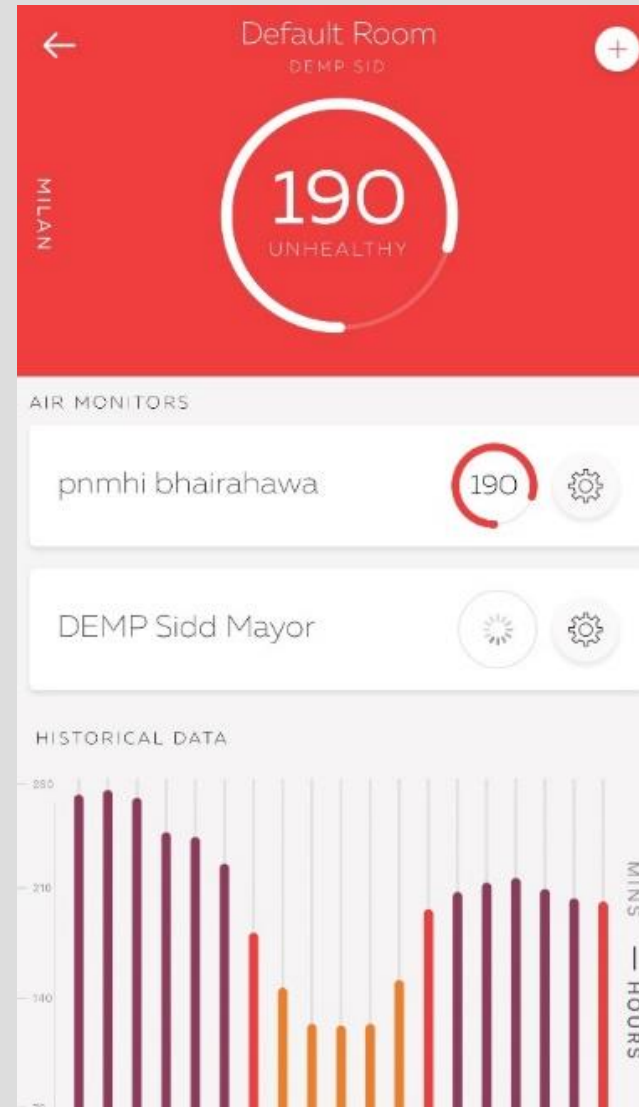 Default Room
DEMP SID
MILAN
190
UNHEALTHY
AIR MONITORS
pnmhi bhairahawa
190
DEMP Sidd Mayor
HISTORICAL DATA
280
210
140
MINS
HOURS